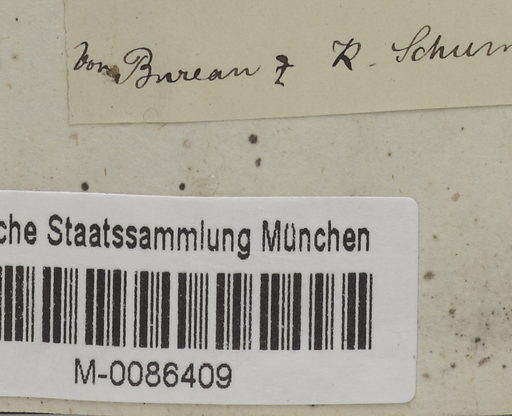 Von Bureau & K. Schum
che Staatssammlung München
M-0086409